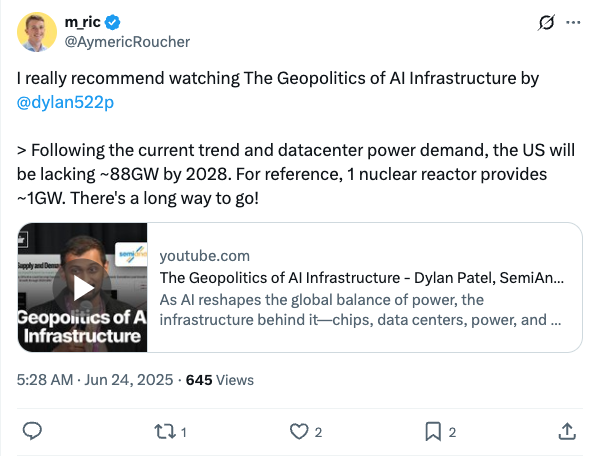 m_ric
@AymericRoucher
I really recommend watching The Geopolitics of AI Infrastructure by
@dylan522p
> Following the current trend and datacenter power demand, the US will
be lacking ~88GW by 2028. For reference, 1 nuclear reactor provides
~1GW. There's a long way to go!
upply and Dema
Geopolitics of AI
Infrastructure
youtube.com
The Geopolitics of AI Infrastructure - Dylan Patel, SemiAn...
As AI reshapes the global balance of power, the
infrastructure behind it—chips, data centers, power, and ...
5:28 AM · Jun 24, 2025 · 645 Views
1
2
2